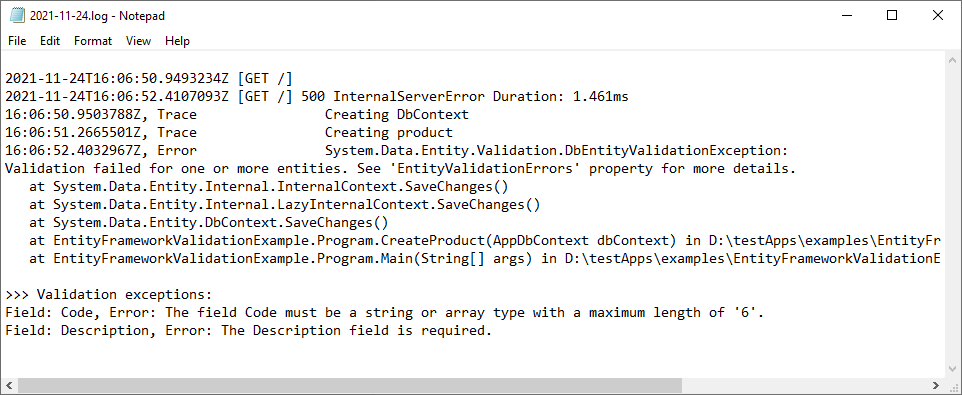 2021-11-24.log - Notepad
File Edit Format View Help
2021-11-24T16:06:50.9493234Z [GET /]
2021-11-24T16:06:52.4107093Z [GET /] 500 InternalServerError Duration: 1.461ms
16:06:50.9503788Z, Trace                Creating DbContext
16:06:51.2665501Z, Trace                Creating product
16:06:52.4032967Z, Error                System.Data.Entity.Validation.DbEntityValidationException:
Validation failed for one or more entities. See 'EntityValidationErrors' property for more details.
   at System.Data.Entity.Internal.InternalContext.SaveChanges()
   at System.Data.Entity.Internal.LazyInternalContext.SaveChanges()
   at System.Data.Entity.DbContext.SaveChanges()
   at EntityFrameworkValidationExample.Program.CreateProduct(AppDbContext dbContext) in D:\testApps\examples\EntityFr
   at EntityFrameworkValidationExample.Program.Main(String[] args) in D:\testApps\examples\EntityFrameworkValidationE
>>> Validation exceptions:
Field: Code, Error: The field Code must be a string or array type with a maximum length of '6'.
Field: Description, Error: The Description field is required.